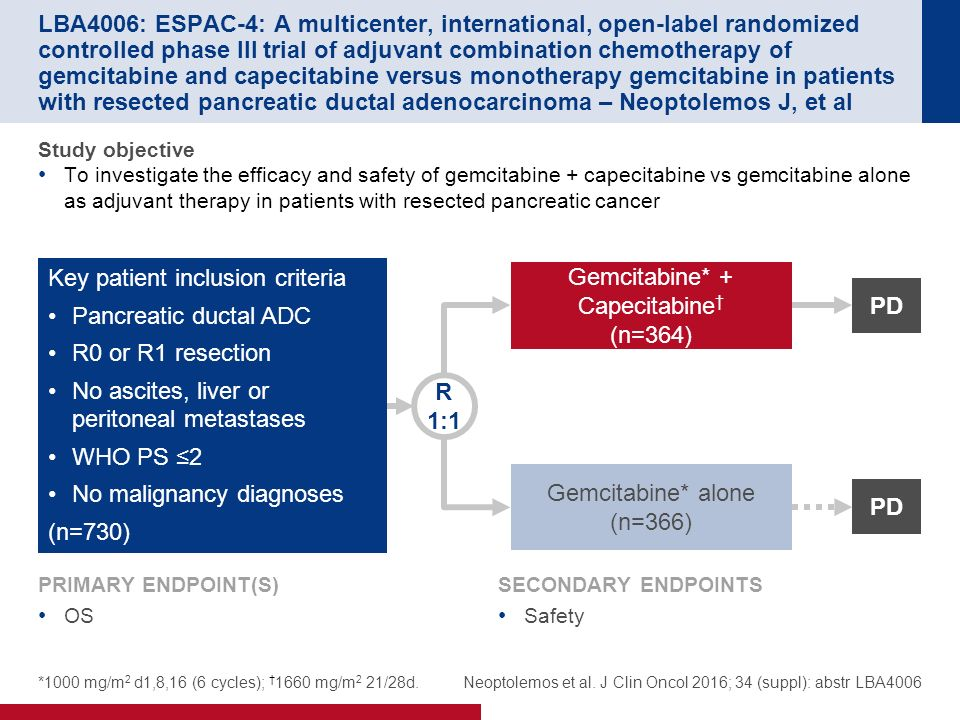 LBA4006: ESPAC-4: A multicenter, international, open-label randomized
controlled phase III trial of adjuvant combination chemotherapy of
gemcitabine and capecitabine versus monotherapy gemcitabine in patients
with resected pancreatic ductal adenocarcinoma – Neoptolemos J, et al
Study objective
• To investigate the efficacy and safety of gemcitabine + capecitabine vs gemcitabine alone
as adjuvant therapy in patients with resected pancreatic cancer
Key patient inclusion criteria
• Pancreatic ductal ADC
• R0 or R1 resection
• No ascites, liver or
peritoneal metastases
• WHO PS ≤2
• No malignancy diagnoses
(n=730)
R
1:1
Gemcitabine* +
Capecitabine†
(n=364)
PD
Gemcitabine* alone
(n=366)
PD
PRIMARY ENDPOINT(S)
• OS
SECONDARY ENDPOINTS
• Safety
*1000 mg/m2 d1,8,16 (6 cycles); †1660 mg/m2 21/28d.
Neoptolemos et al. J Clin Oncol 2016; 34 (suppl): abstr LBA4006